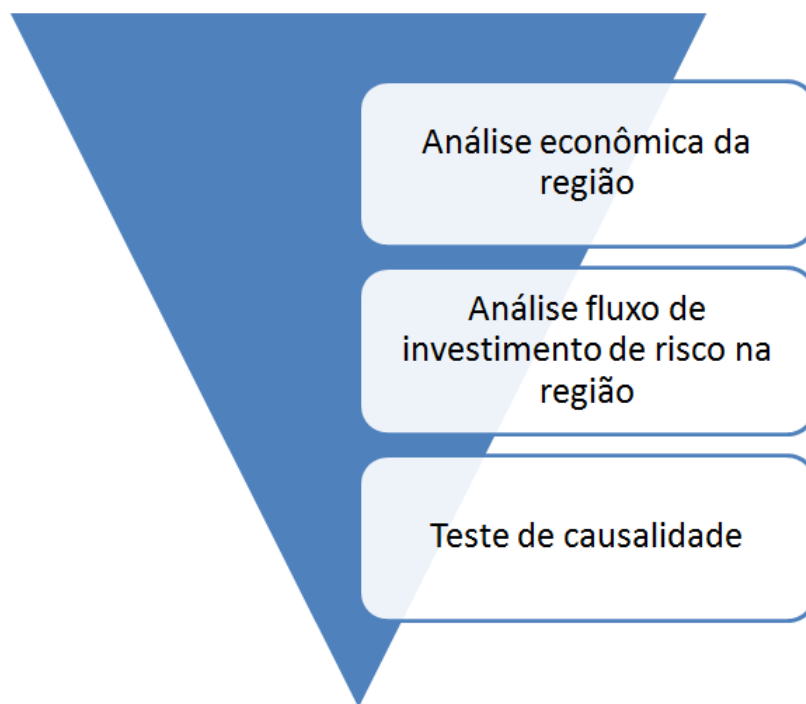 Análise econômica da
região
Análise fluxo de
investimento de risco na
região
Teste de causalidade